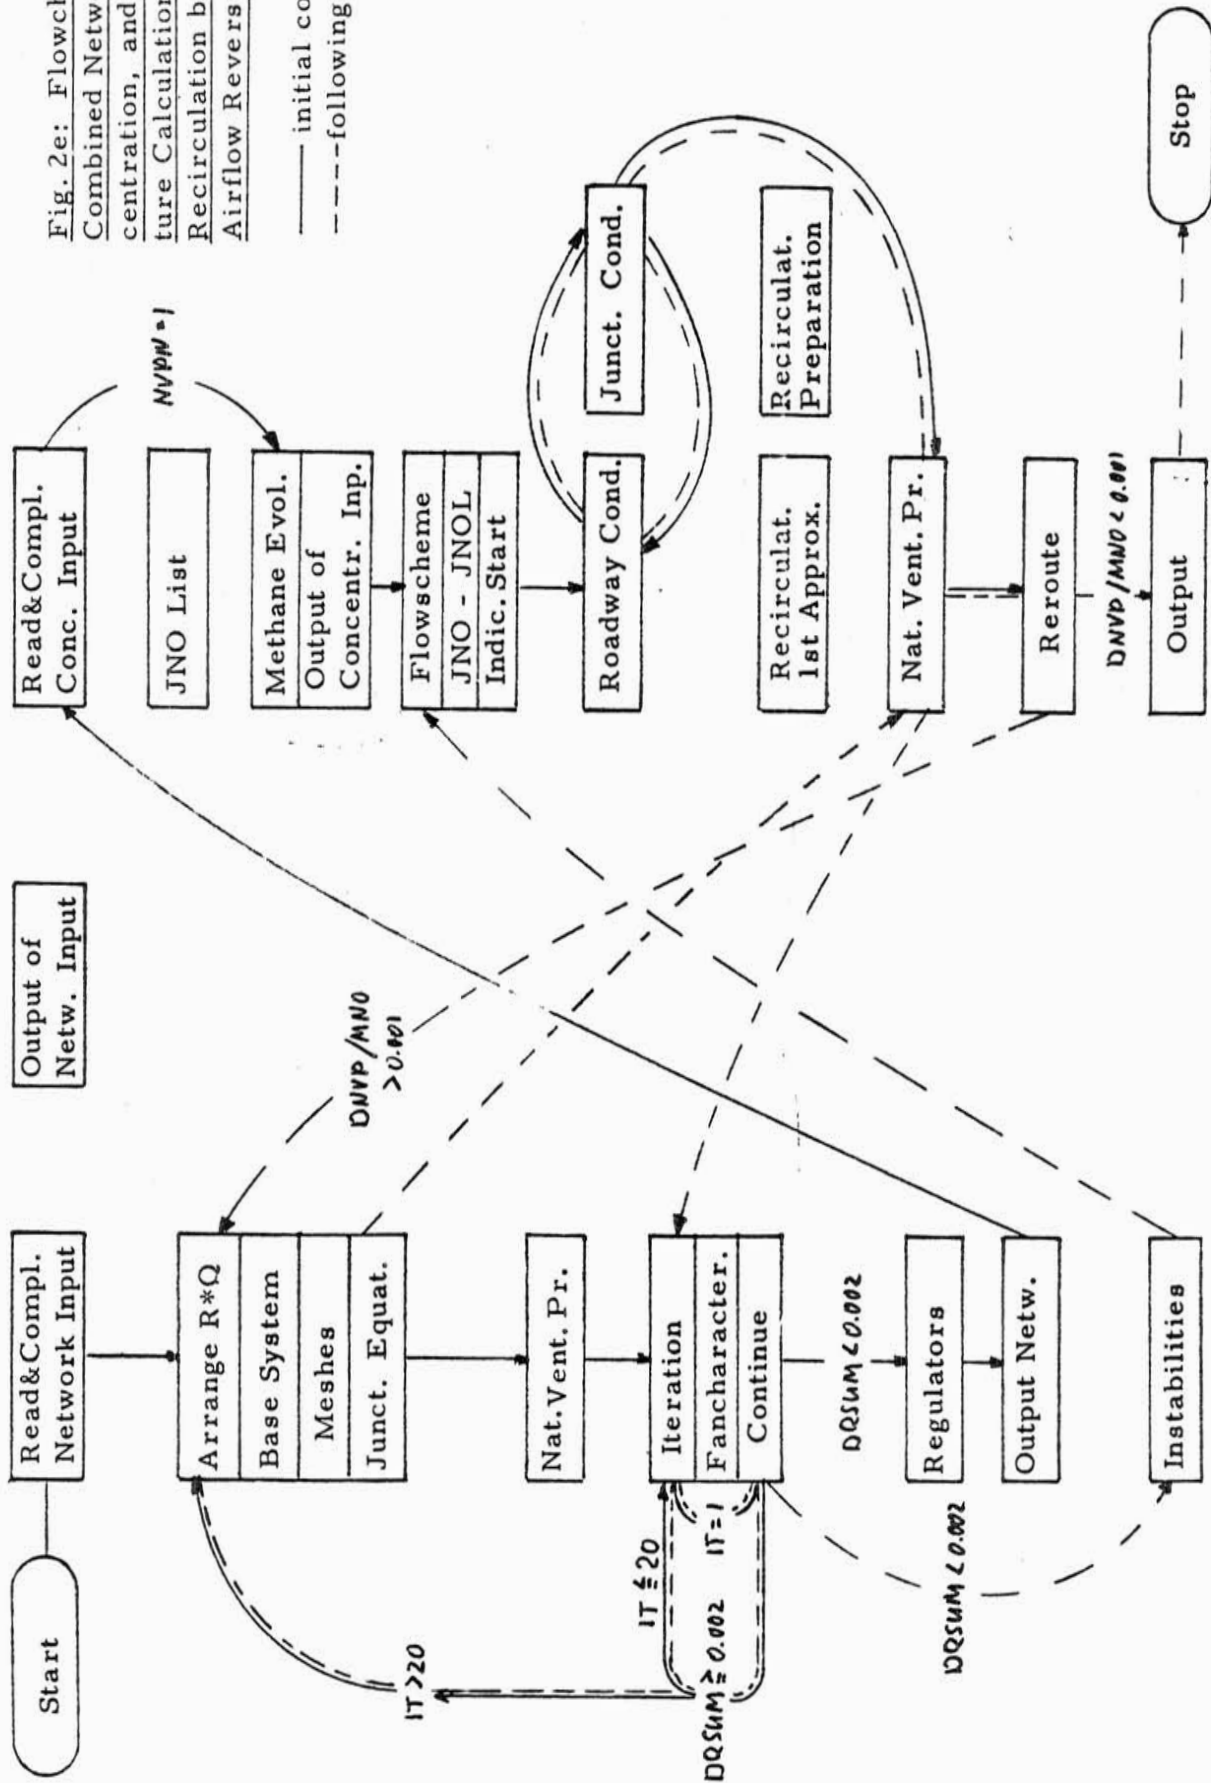 Fig. 2e: Flowch
Combined Netw
centration, and
ture Calculation
Recirculation b
Airflow Revers
initial co
following
Start
Read&Compl.
Network Input
Output of
Netw. Input
Read&Compl.
Conc. Input
NVPN=1
JNO List
Arrange R*Q
Base System
Meshes
Junct. Equat.
Methane Evol.
Output of
Concentr. Inp.
Flowscheme
JNO - JNOL
Indic. Start
IT >20
DNVP/MNO
>0.001
Nat.Vent.Pr.
Roadway Cond.
Junct. Cond.
IT ≦ 20
IT=1
DQSUM ≧ 0.002
Iteration
Fancharacter.
Continue
Recirculat.
1st Approx.
Recirculat.
Preparation
DQSUM < 0.002
DQSUM < 0.002
Regulators
Output Netw.
Nat. Vent. Pr.
Reroute
DNVP/MNO < 0.001
Instabilities
Output
Stop